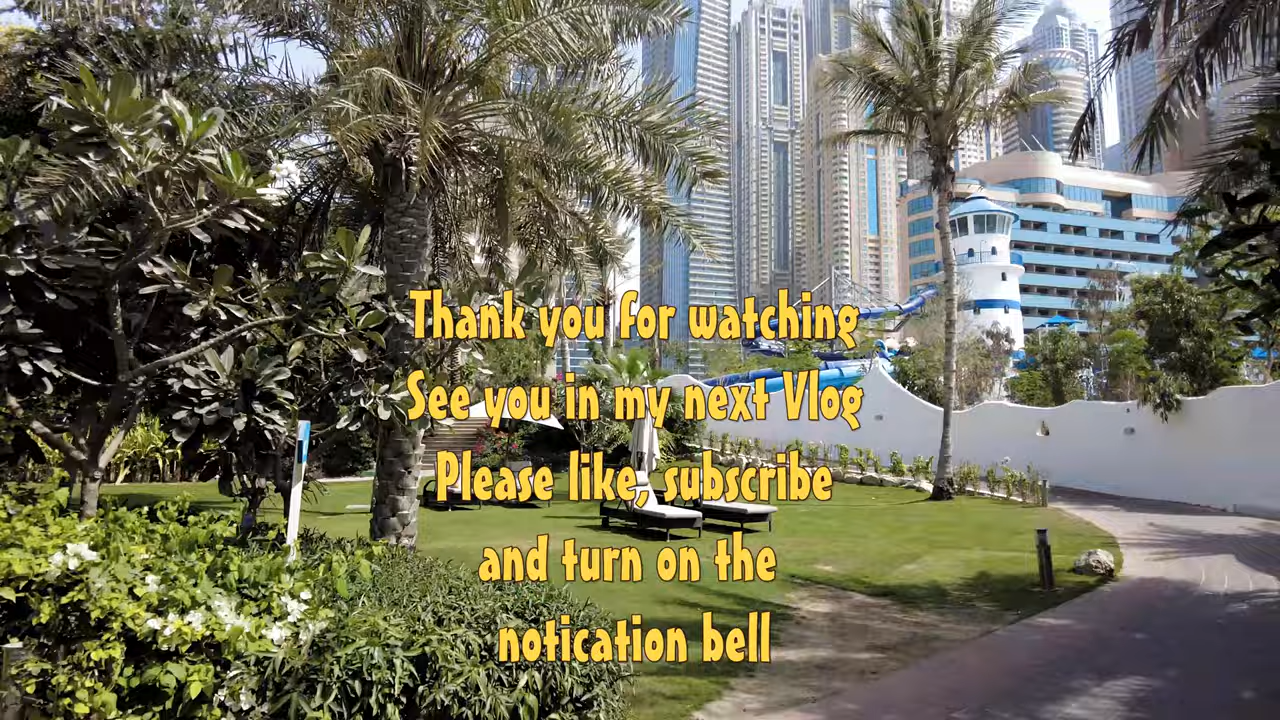 Thank you for watching
See you in my next Vlog
Please like, subscribe
and turn on the
notication bell